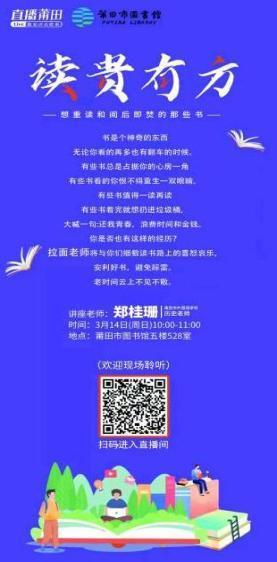 直播莆田
莆田市圖書館
PUTIAN LIBRARY
读贵有方
想重读和阅后即焚的那些书
书是个神奇的东西
无论你看的再多也有翻车的时候。
有些书总是占据你的心房一角
有些书看的你恨不得重生一双眼睛。
有些书值得一读再读
有些书看完就想扔进垃圾桶。
大喊一句:还我青春，浪费时间和金钱。
你是否也有这样的经历?
拉面老师将与你们细数读书路上的喜怒哀乐,
安利好书，避免踩雷。
老时间云上不见不散。
讲座老师：郑桂珊
历史老师
时间：3月14日(周日)10:00-11:00
地点：莆田市图书馆五楼528室
（欢迎现场聆听）
扫码进入直播间